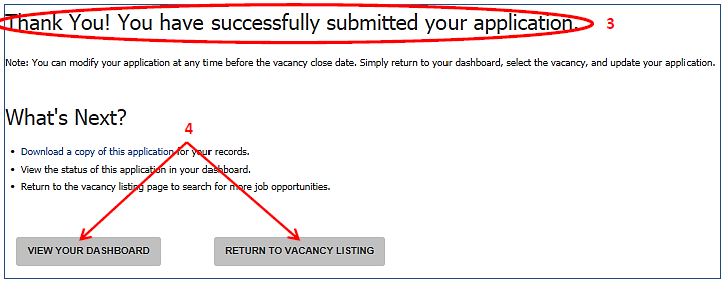 Thank You! You have successfully submitted your application. 3
Note: You can modify your application at any time before the vacancy close date. Simply return to your dashboard, select the vacancy, and update your application.
What's Next?
4
• Download a copy of this application for your records.
• View the status of this application in your dashboard.
• Return to the vacancy listing page to search for more job opportunities.
VIEW YOUR DASHBOARD RETURN TO VACANCY LISTING